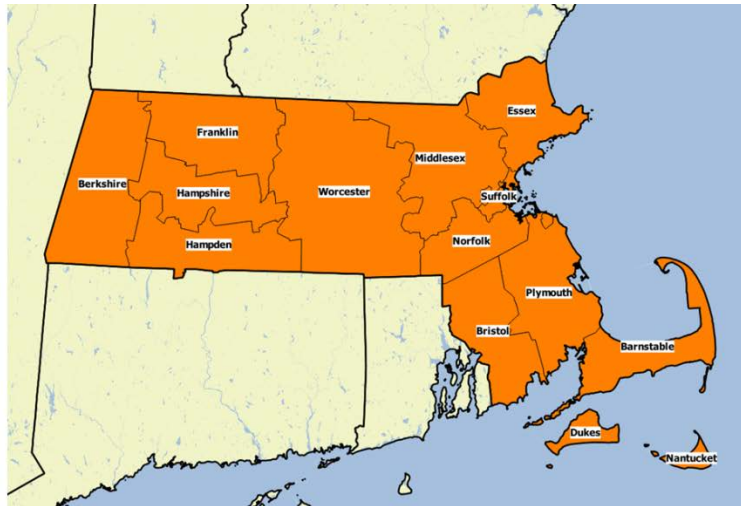 Essex
Franklin
Middlesex
Berkshire
Hampshire
Worcester
Suffolk
Hampden
Norfolk
Plymouth
Bristol
Barnstable
Dukes
Nantucket